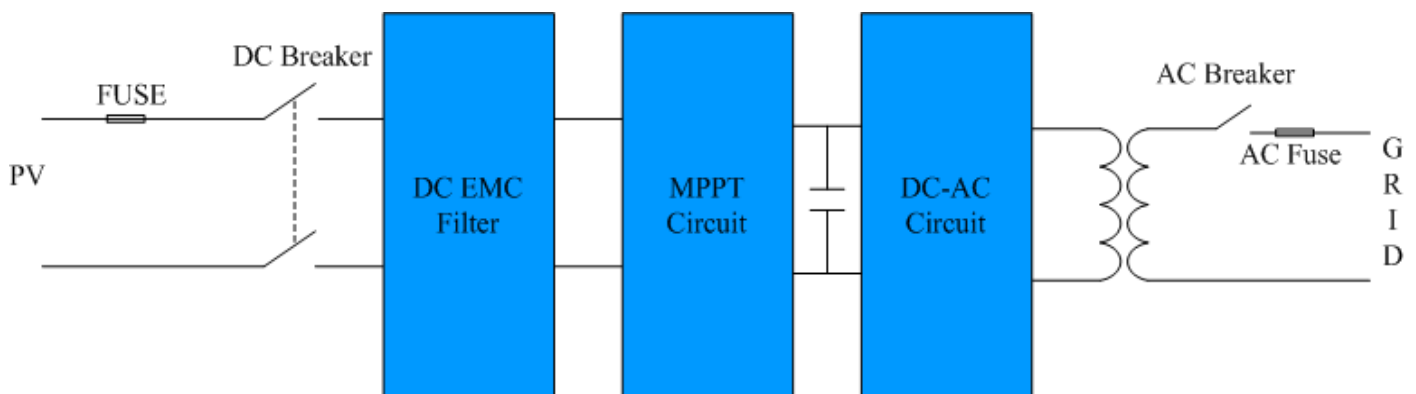 FUSE
DC Breaker
PV
DC EMC
Filter
MPPT
Circuit
DC-AC
Circuit
AC Breaker
AC Fuse
G
R
I
D